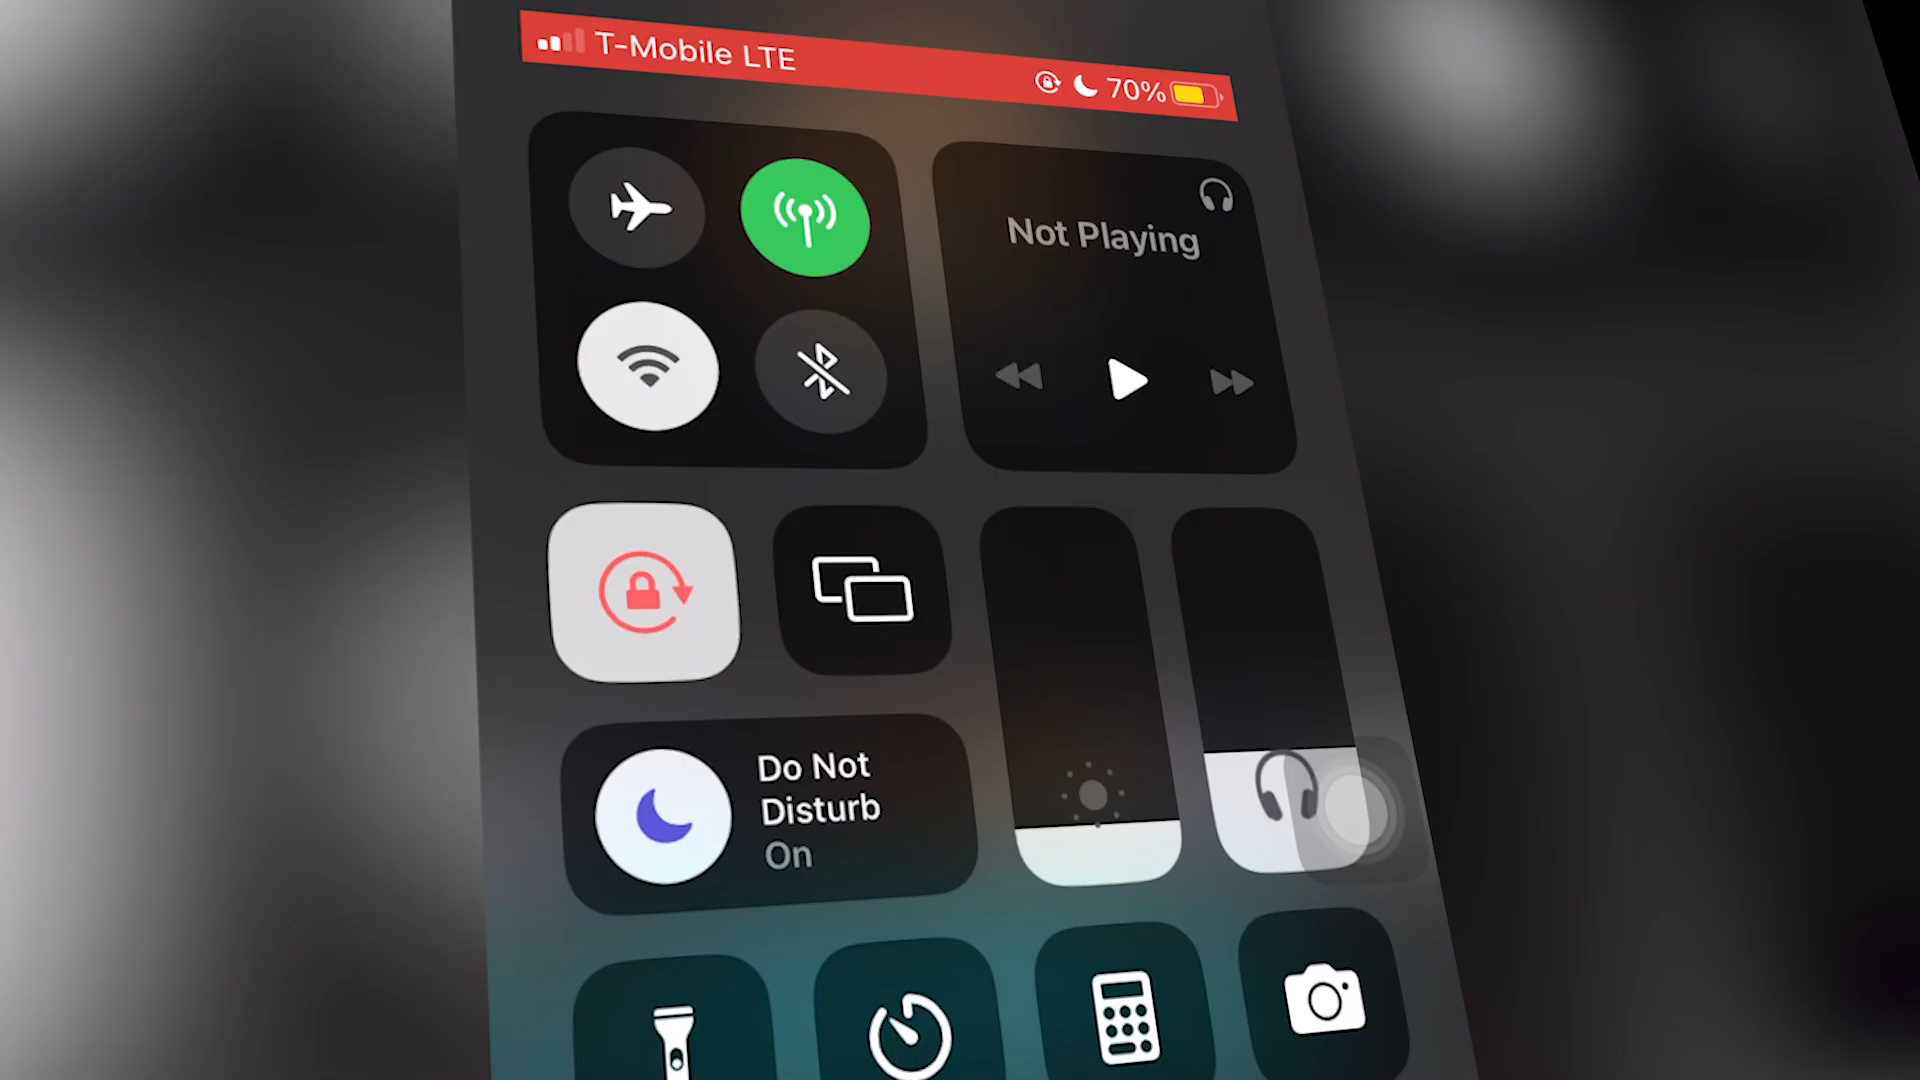 T-Mobile LTE
70%
Not Playing
Do Not
Disturb
On